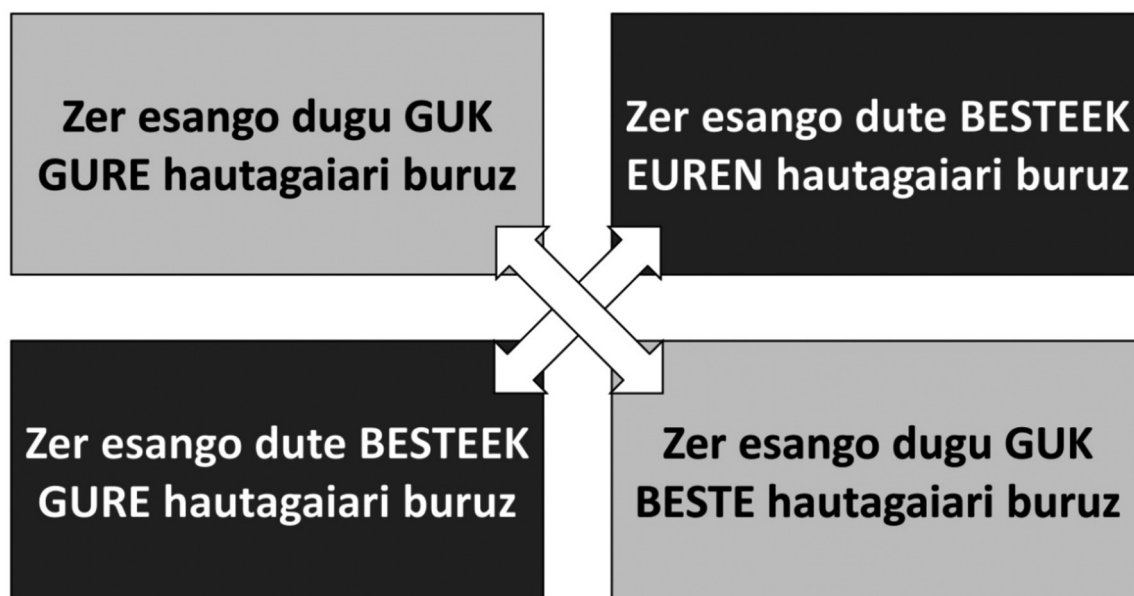 Zer esango dugu GUK
GURE hautagaiari buruz
Zer esango dute BESTEEK
EUREN hautagaiari buruz
Zer esango dute BESTEEK
GURE hautagaiari buruz
Zer esango dugu GUK
BESTE hautagaiari buruz